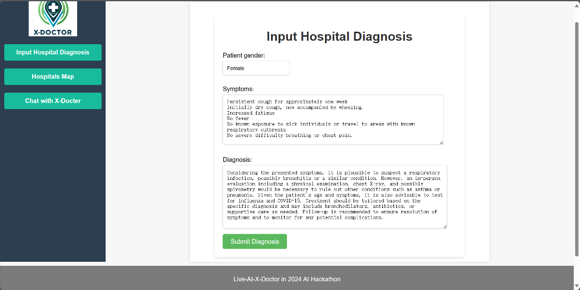 X-DOCTOR
Input Hospital Diagnosis
Hospitals Map
Chat with X-Docter
Input Hospital Diagnosis
Patient gender:
Female
Symptoms:
Persistent cough for approximately one week
Initially dry cough, now accompanied by wheezing.
Increased fatigue
No fever
No known exposure to sick individuals or travel to areas with known
respiratory outbreaks
No severe difficulty breathing or chest pain.
Diagnosis:
Considering the presented symptoms, it is plausible to suspect a respiratory
infection, possibly bronchitis or a similar condition. However, an in-person
evaluation including a physical examination, chest X-ray, and possibly
spirometry would be necessary to rule out other conditions such as asthma or
pneumonia. Given the patient's age and symptoms, it is also advisable to test
for influenza and COVID-19. Treatment should be tailored based on the
specific diagnosis and may include bronchodilators, antibiotics, or
supportive care as needed. Follow-up is recommended to ensure resolution of
symptoms and to monitor for any potential complications.
Submit Diagnosis
Live-AI-X-Doctor in 2024 AI Hackathon